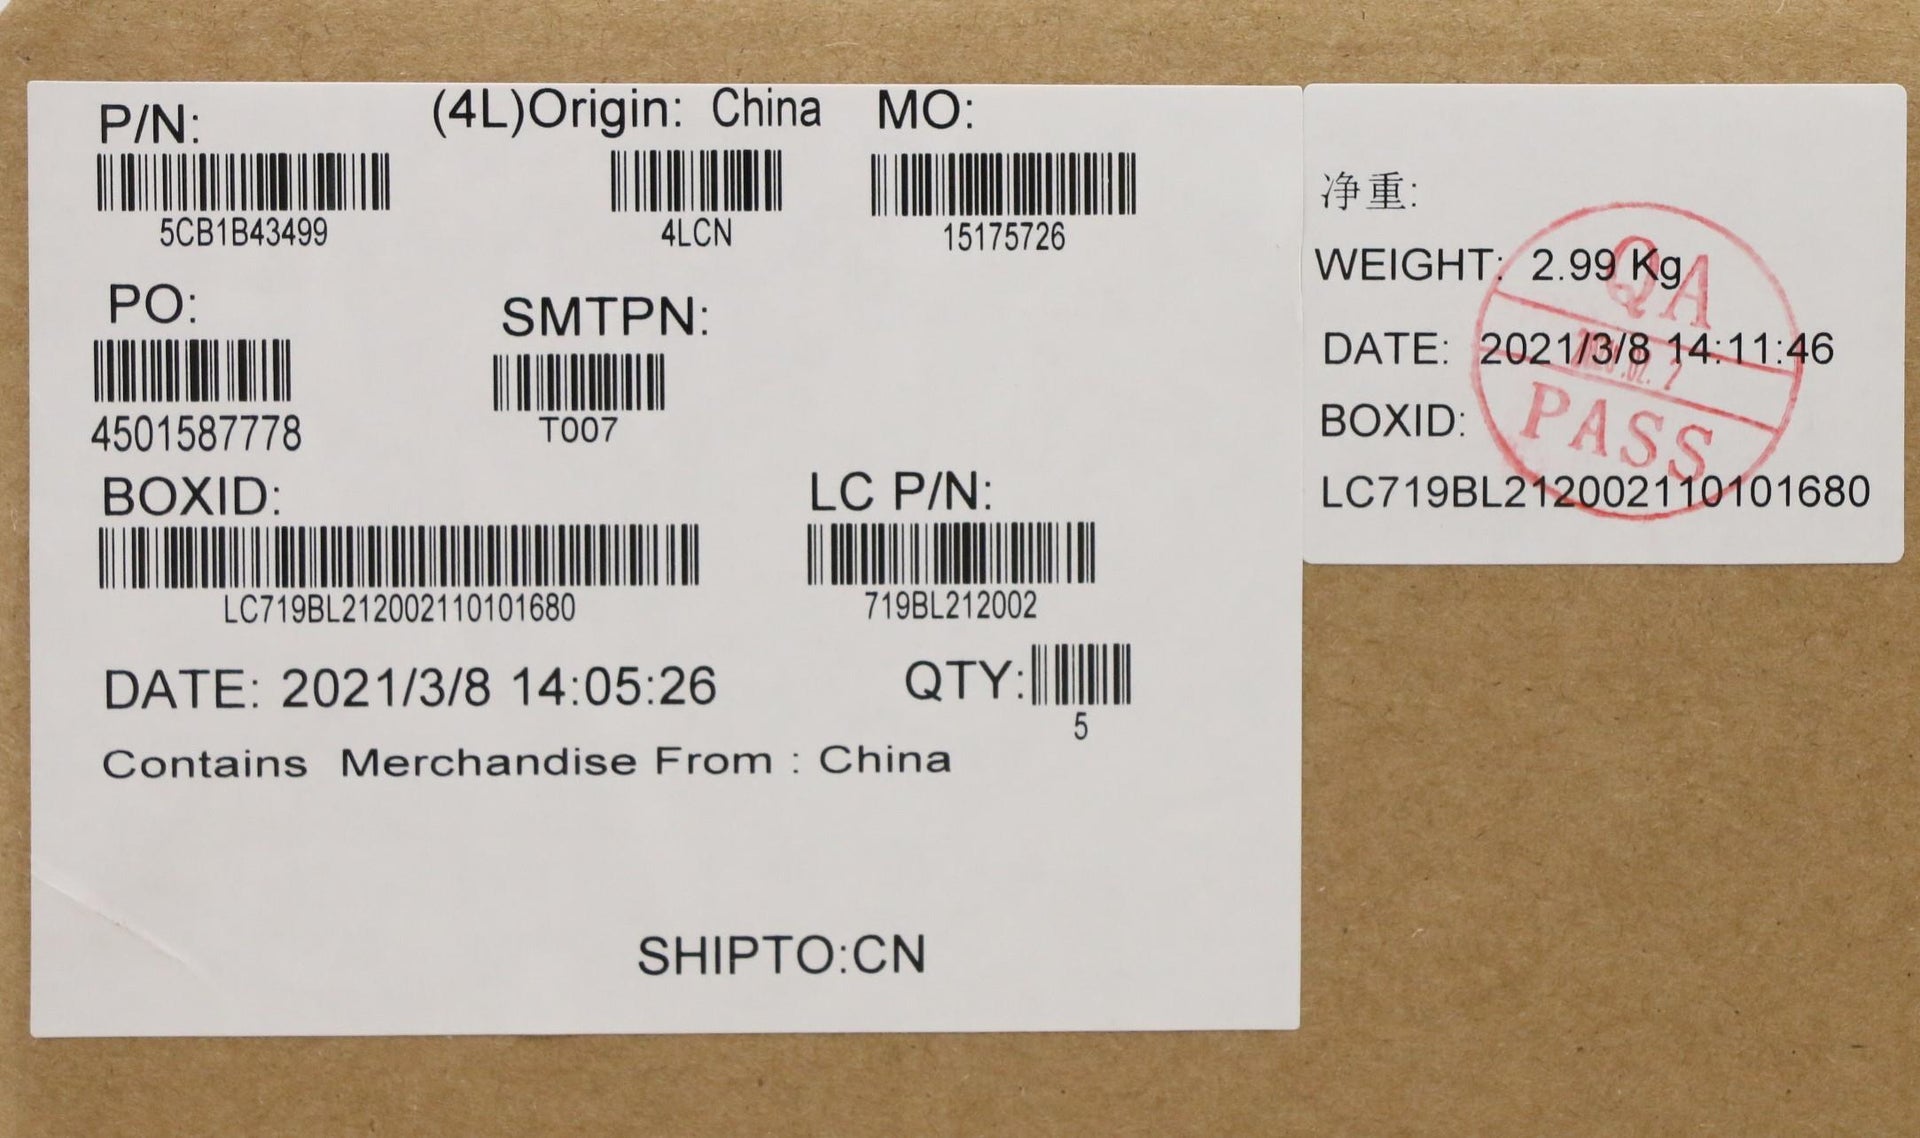 P/N: (4L)Origin: China MO:
5CB1B43499 4LCN 15175726
PO: SMTPN:
4501587778 T007
BOXID: LC P/N:
LC719BL212002110101680 719BL212002
DATE: 2021/3/8 14:05:26 QTY:
5
Contains Merchandise From : China
SHIPTO:CN
净重:
WEIGHT: 2.99 Kg
DATE: 2021/3/8 14:11:46
BOXID:
LC719BL212002110101680
QA
PASS